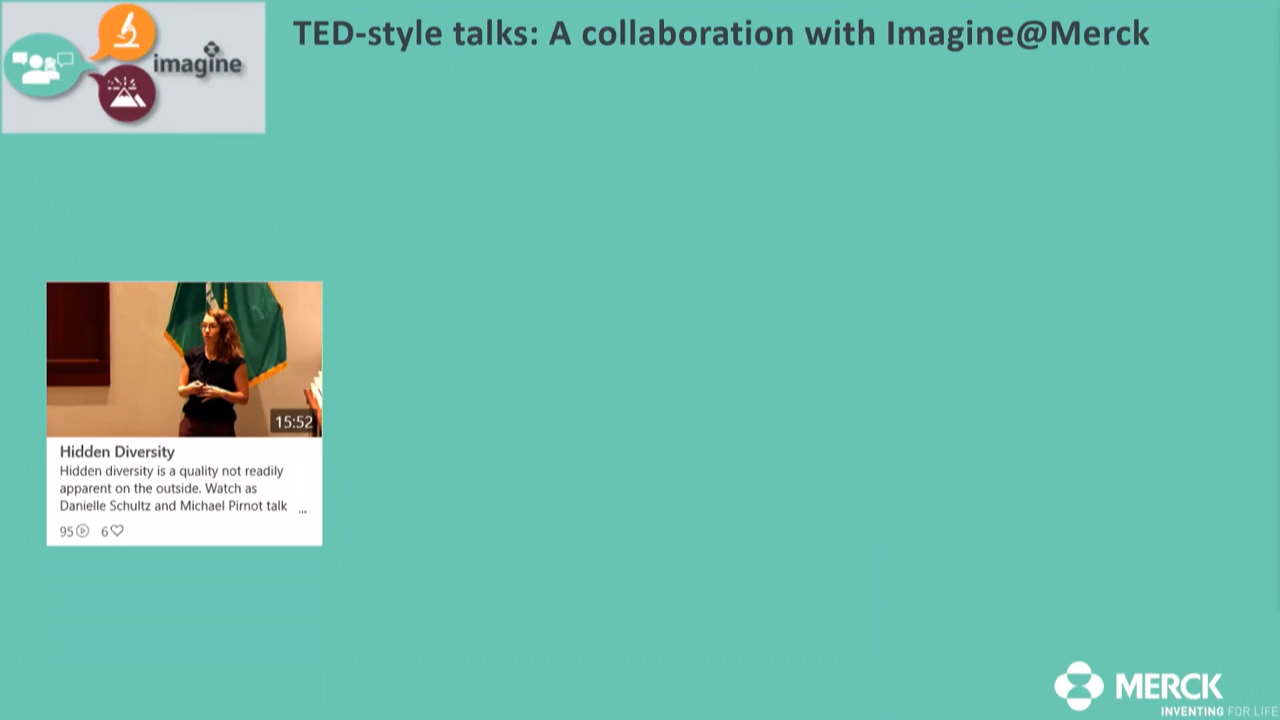 TED-style talks: A collaboration with Imagine@Merck
imagine
15:52
Hidden Diversity
Hidden diversity is a quality not readily
apparent on the outside. Watch as
Danielle Schultz and Michael Pirnot talk ...
95 6
MERCK
INVENTING FOR LIFE